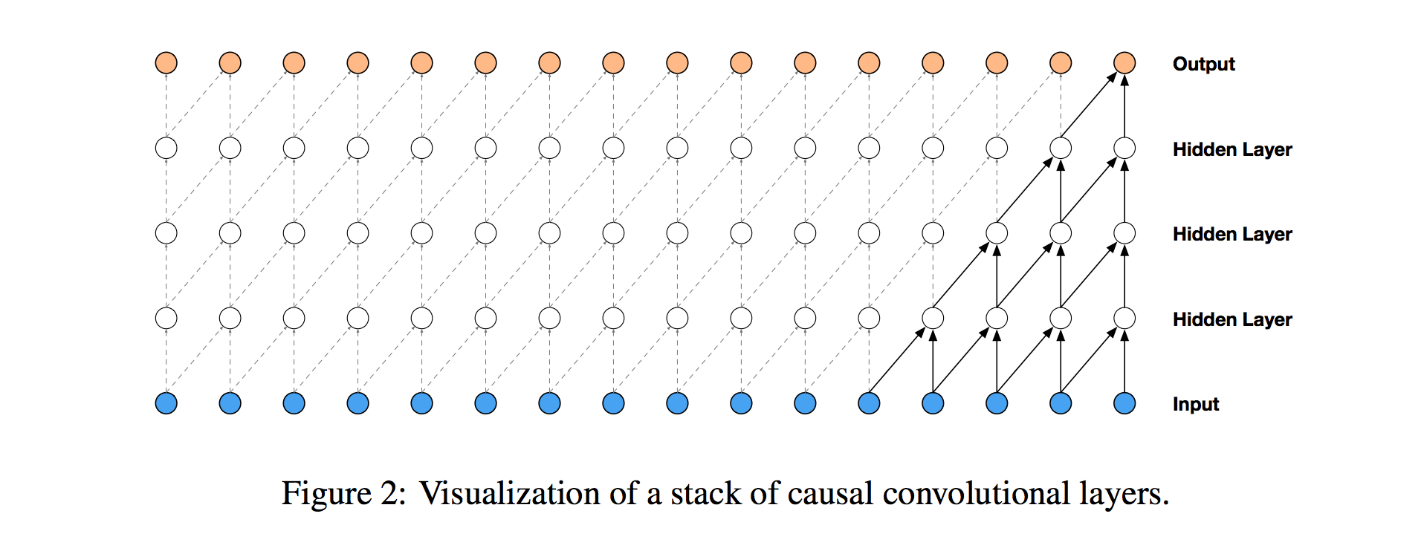 Output
Hidden Layer
Hidden Layer
Hidden Layer
Input
Figure 2: Visualization of a stack of causal convolutional layers.